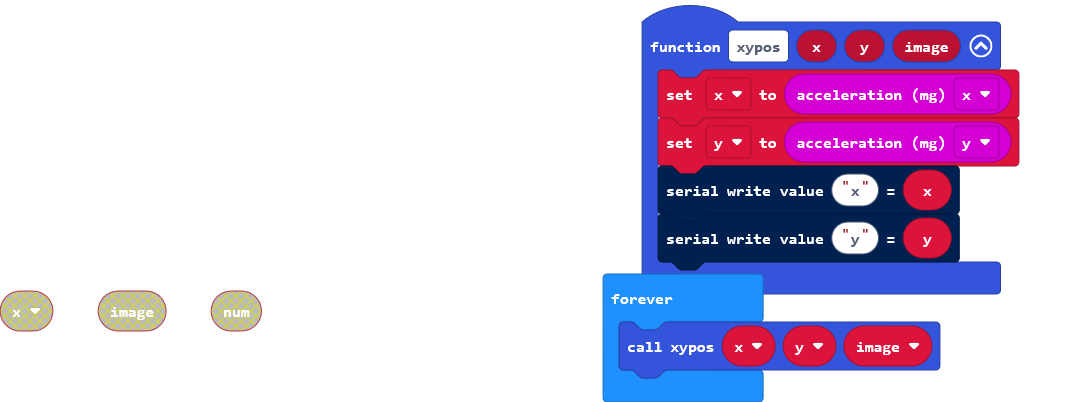 function xypos x y image
set x to acceleration (mg) x
set y to acceleration (mg) y
serial write value "x" = x
serial write value "y" = y
x image num
forever
call xypos x y image